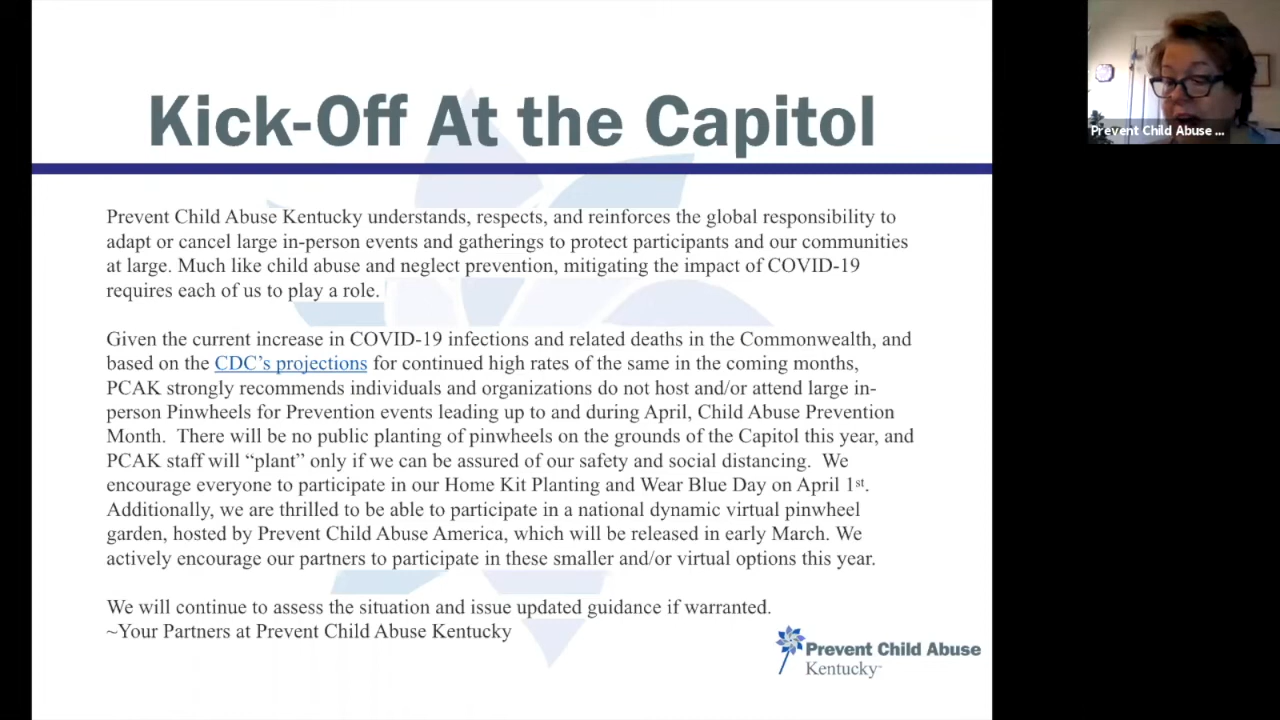 Kick-Off At the Capitol
Prevent Child Abuse Kentucky understands, respects, and reinforces the global responsibility to
adapt or cancel large in-person events and gatherings to protect participants and our communities
at large. Much like child abuse and neglect prevention, mitigating the impact of COVID-19
requires each of us to play a role.
Given the current increase in COVID-19 infections and related deaths in the Commonwealth, and
based on the CDC’s projections for continued high rates of the same in the coming months,
PCAK strongly recommends individuals and organizations do not host and/or attend large in-
person Pinwheels for Prevention events leading up to and during April, Child Abuse Prevention
Month.  There will be no public planting of pinwheels on the grounds of the Capitol this year, and
PCAK staff will “plant” only if we can be assured of our safety and social distancing.  We
encourage everyone to participate in our Home Kit Planting and Wear Blue Day on April 1st.
Additionally, we are thrilled to be able to participate in a national dynamic virtual pinwheel
garden, hosted by Prevent Child Abuse America, which will be released in early March. We
actively encourage our partners to participate in these smaller and/or virtual options this year.
We will continue to assess the situation and issue updated guidance if warranted.
~Your Partners at Prevent Child Abuse Kentucky
Prevent Child Abuse
Kentucky
Prevent Child Abuse ...